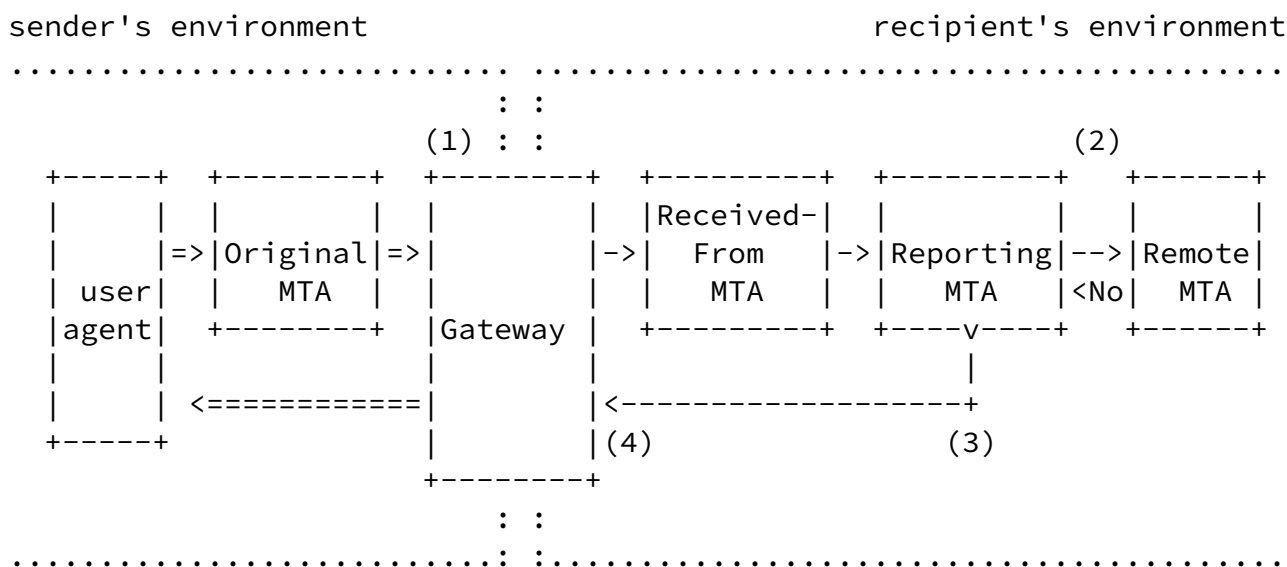 sender's environment                               recipient's environment
............................ ..........................................
                           : :
                       (1) : :                             (2)
  +-----+  +--------+  +--------+  +---------+  +---------+   +------+
  |     |  |        |  |        |  |Received-|  |         |   |      |
  |     |=>|Original|=>|        |->|  From   |->|Reporting|-->|Remote|
  | user|  |   MTA  |  |        |  |   MTA   |  |   MTA   |<No|  MTA |
  |agent|  +--------+  |Gateway |  +---------+  +----v----+   +------+
  |     |              |        |                    |
  |     | <============|        |<-------------------+
  +-----+              |        |(4)                (3)
                       +--------+
                           : :
...........................: :.........................................